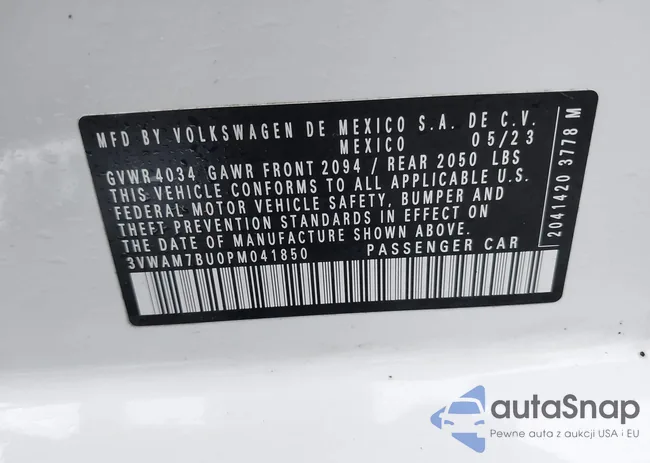 MFD BY VOLKSWAGEN DE MEXICO S.A. DE C.V.
MEXICO 05/23
GVWR 4034 GAWR FRONT 2094 / REAR 2050 LBS
THIS VEHICLE CONFORMS TO ALL APPLICABLE U.S.
FEDERAL MOTOR VEHICLE SAFETY, BUMPER AND
THEFT PREVENTION STANDARDS IN EFFECT ON
THE DATE OF MANUFACTURE SHOWN ABOVE.
3VWAM7BU0PM041850 PASSENGER CAR
2041420 3778 M
autaSnap
Pewne auta z aukcji USA i EU